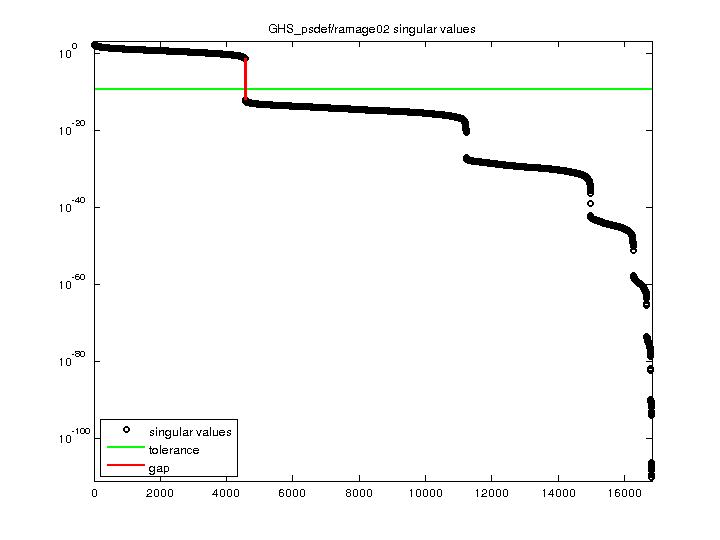 GHS_psdef/ramage02 singular values
10^0
10^-20
10^-40
10^-60
10^-80
10^-100
singular values
tolerance
gap
0 2000 4000 6000 8000 10000 12000 14000 16000